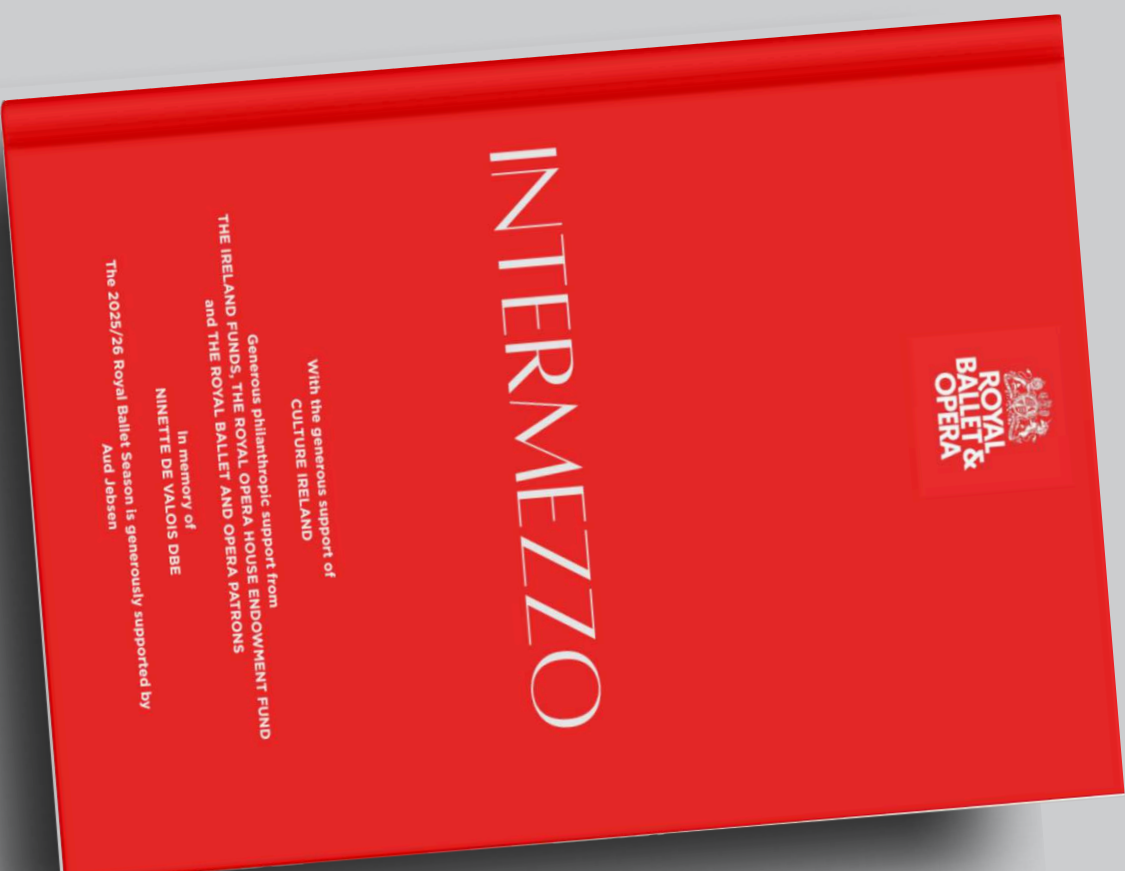 ROYAL
BALLET &
OPERA
INTERMEZZO
With the generous support of
CULTURE IRELAND
Generous philanthropic support from
THE IRELAND FUNDS, THE ROYAL OPERA HOUSE ENDOWMENT FUND
and THE ROYAL BALLET AND OPERA PATRONS
In memory of
NINETTE DE VALOIS DBE
The 2025/26 Royal Ballet Season is generously supported by
Aud Jebsen